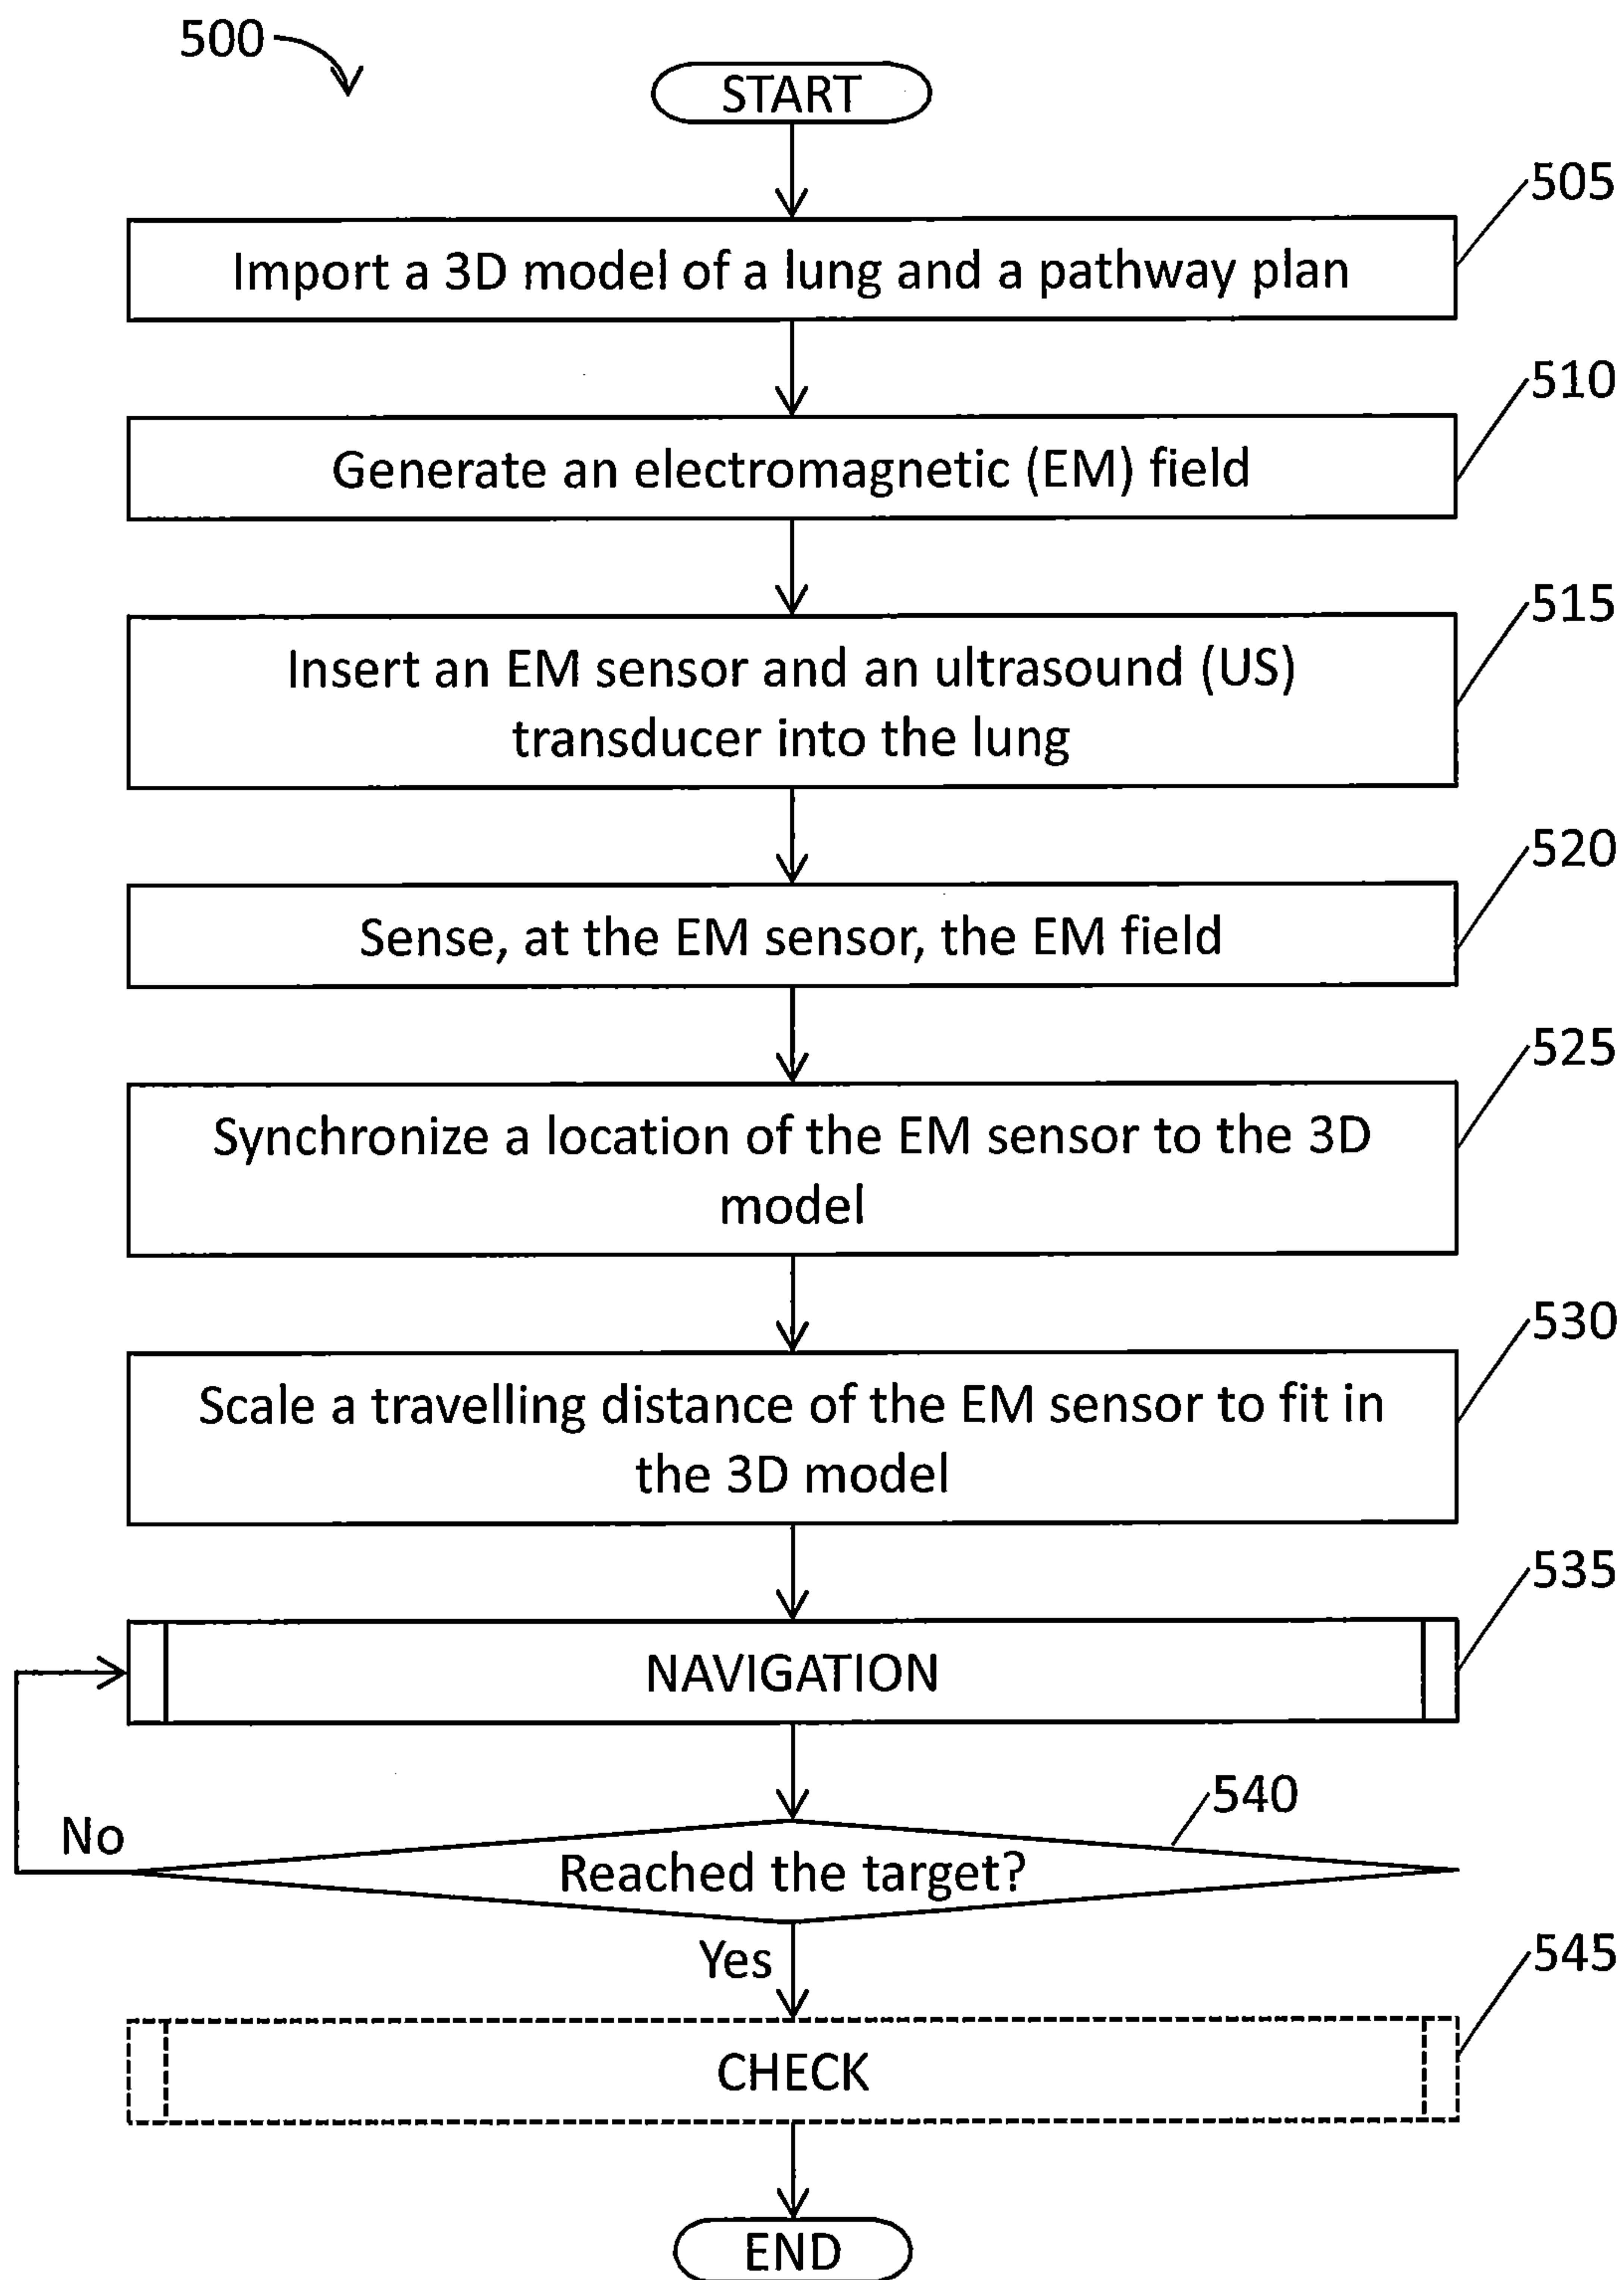 500
START
505
Import a 3D model of a lung and a pathway plan
510
Generate an electromagnetic (EM) field
515
Insert an EM sensor and an ultrasound (US)
transducer into the lung
520
Sense, at the EM sensor, the EM field
525
Synchronize a location of the EM sensor to the 3D
model
530
Scale a travelling distance of the EM sensor to fit in
the 3D model
535
NAVIGATION
540
No
Reached the target?
Yes
545
CHECK
END